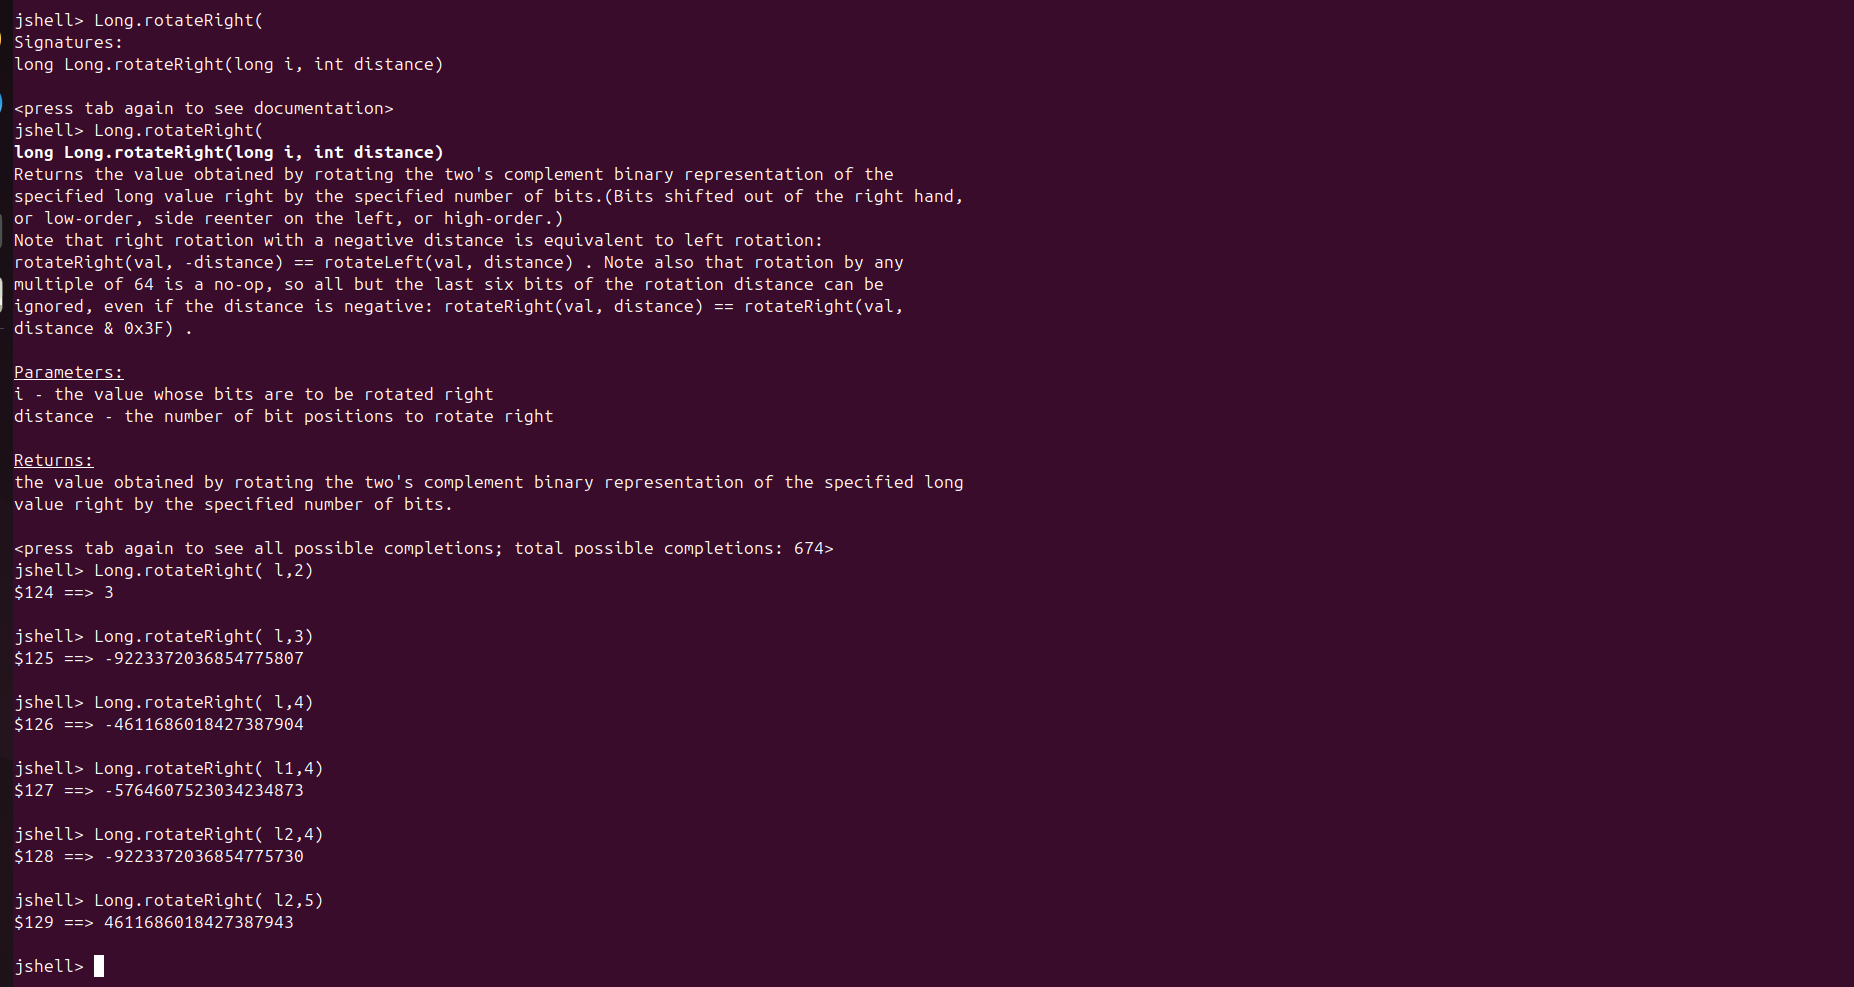 jshell> Long.rotateRight(
Signatures:
long Long.rotateRight(long i, int distance)
<press tab again to see documentation>
jshell> Long.rotateRight(
long Long.rotateRight(long i, int distance)
Returns the value obtained by rotating the two's complement binary representation of the
specified long value right by the specified number of bits.(Bits shifted out of the right hand,
or low-order, side reenter on the left, or high-order.)
Note that right rotation with a negative distance is equivalent to left rotation:
rotateRight(val, -distance) == rotateLeft(val, distance) . Note also that rotation by any
multiple of 64 is a no-op, so all but the last six bits of the rotation distance can be
ignored, even if the distance is negative: rotateRight(val, distance) == rotateRight(val,
distance & 0x3F) .
Parameters:
i - the value whose bits are to be rotated right
distance - the number of bit positions to rotate right
Returns:
the value obtained by rotating the two's complement binary representation of the specified long
value right by the specified number of bits.
<press tab again to see all possible completions; total possible completions: 674>
jshell> Long.rotateRight( l,2)
$124 ==> 3
jshell> Long.rotateRight( l,3)
$125 ==> -9223372036854775807
jshell> Long.rotateRight( l,4)
$126 ==> -4611686018427387904
jshell> Long.rotateRight( l1,4)
$127 ==> -5764607523034234873
jshell> Long.rotateRight( l2,4)
$128 ==> -9223372036854775730
jshell> Long.rotateRight( l2,5)
$129 ==> 4611686018427387943
jshell>